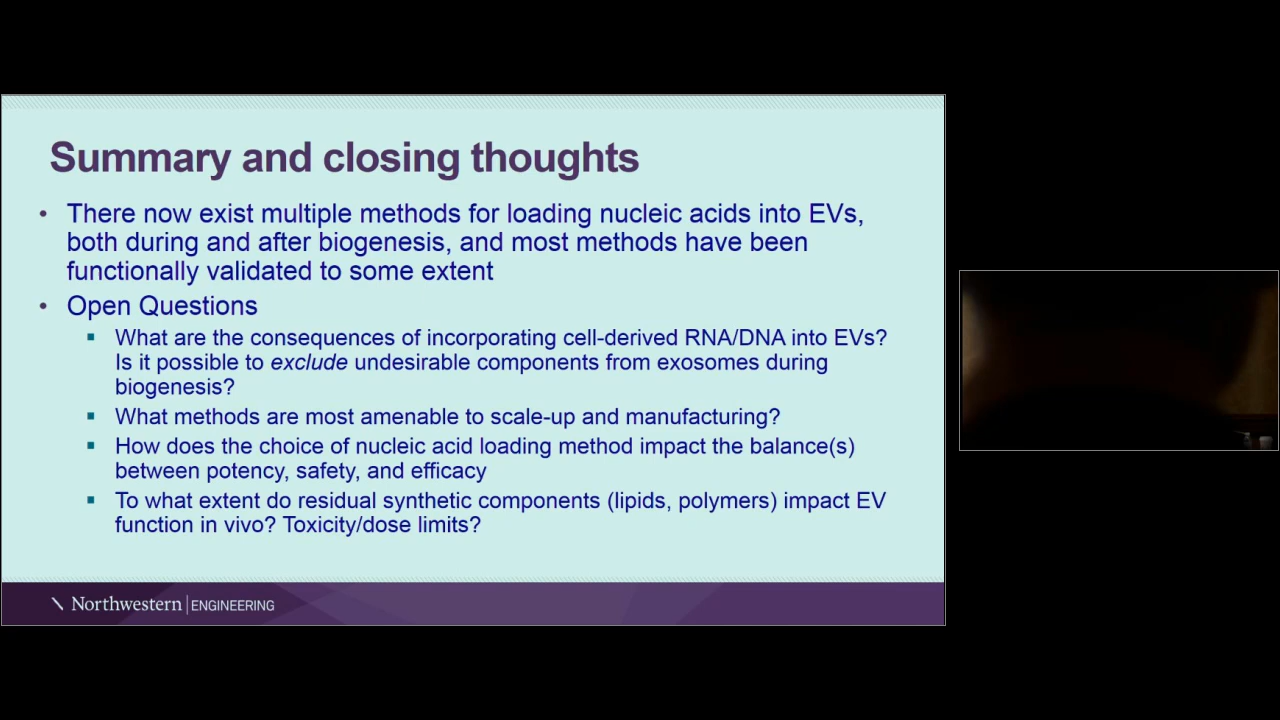 Summary and closing thoughts
• There now exist multiple methods for loading nucleic acids into EVs,
both during and after biogenesis, and most methods have been
functionally validated to some extent
• Open Questions
▪ What are the consequences of incorporating cell-derived RNA/DNA into EVs?
Is it possible to exclude undesirable components from exosomes during
biogenesis?
▪ What methods are most amenable to scale-up and manufacturing?
▪ How does the choice of nucleic acid loading method impact the balance(s)
between potency, safety, and efficacy
▪ To what extent do residual synthetic components (lipids, polymers) impact EV
function in vivo? Toxicity/dose limits?
Northwestern | ENGINEERING